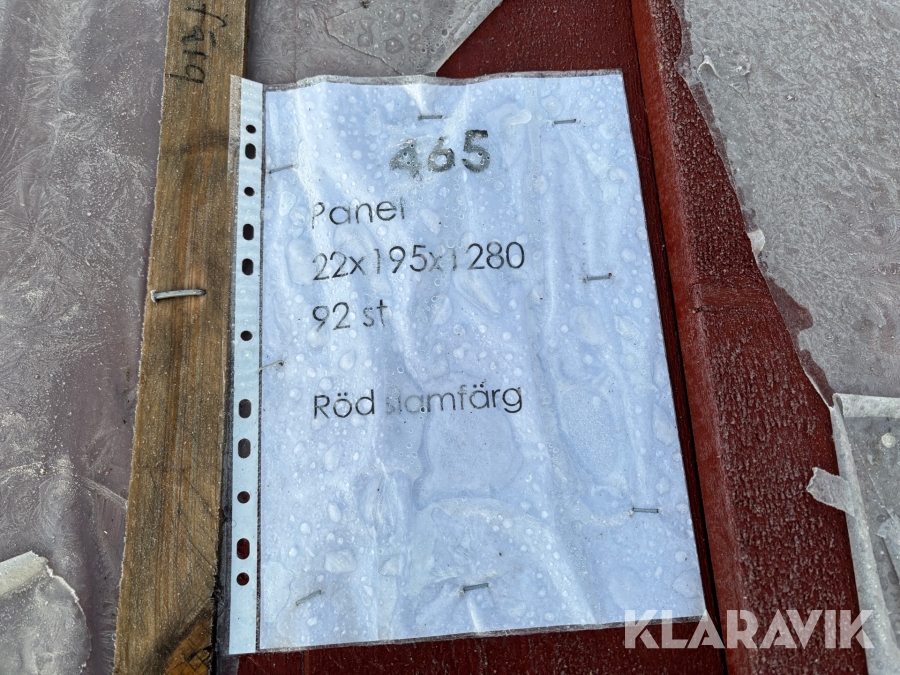 465
Panel
22x195x1280
92 st
Röd slamfärg
KLARAVIK